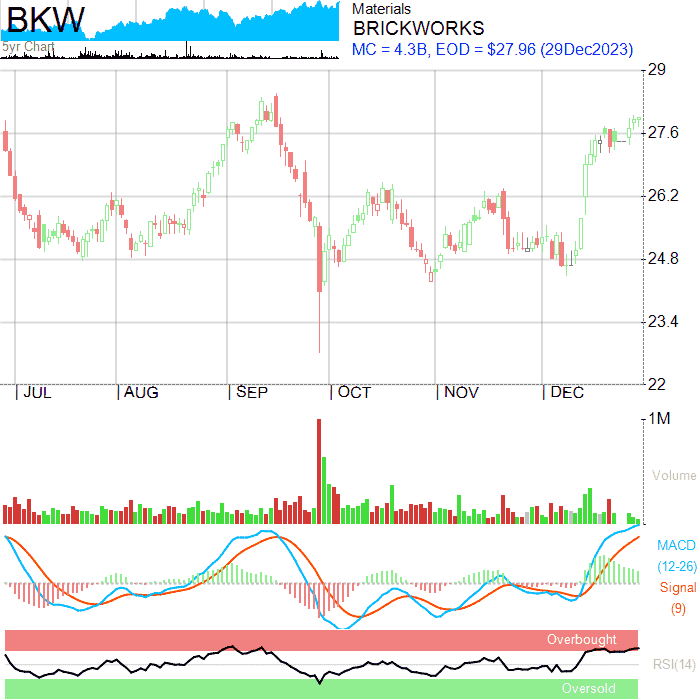 BKW
5yr Chart
Materials
BRICKWORKS
MC = 4.3B, EOD = $27.96 (29Dec2023)
29
27.6
26.2
24.8
23.4
22
| JUL | AUG | SEP | OCT | NOV | DEC
1M
Volume
MACD
(12-26)
Signal
(9)
Overbought
RSI(14)
Oversold